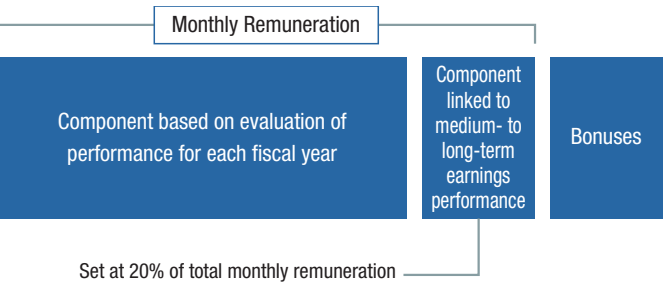 Monthly Remuneration
Component based on evaluation of
performance for each fiscal year
Component
linked to
medium- to
long-term
earnings
performance
Bonuses
Set at 20% of total monthly remuneration